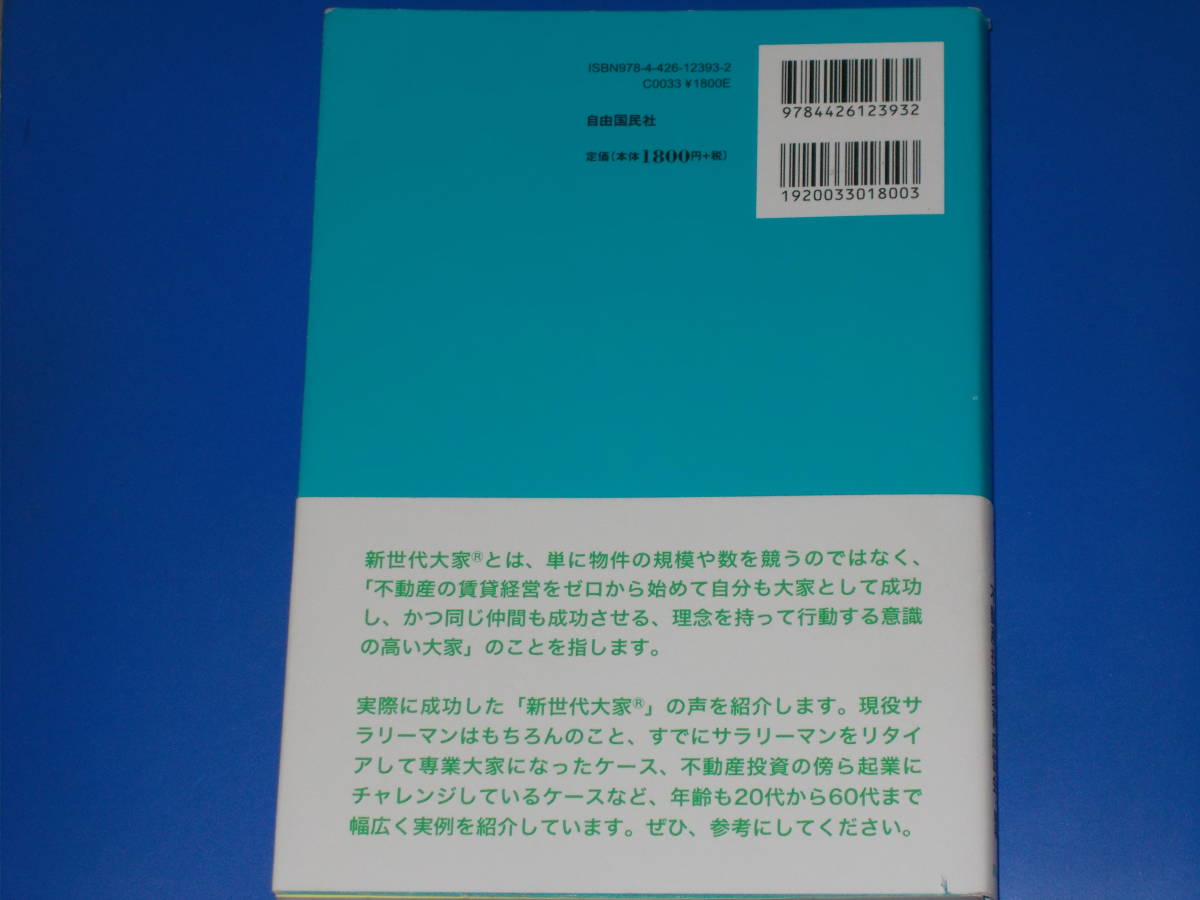 ISBN978-4-426-12393-2
C0033 ¥1800E
自由国民社
定価(本体1800円+税)
9784426123932
1920033018003
新世代大家®とは、単に物件の規模や数を競うのではなく、
「不動産の賃貸経営をゼロから始めて自分も大家として成功
し、かつ同じ仲間も成功させる、理念を持って行動する意識
の高い大家」のことを指します。
実際に成功した「新世代大家®」の声を紹介します。現役サ
ラリーマンはもちろんのこと、すでにサラリーマンをリタイ
アして専業大家になったケース、不動産投資の傍ら起業に
チャレンジしているケースなど、年齢も20代から60代まで
幅広く実例を紹介しています。ぜひ、参考にしてください。